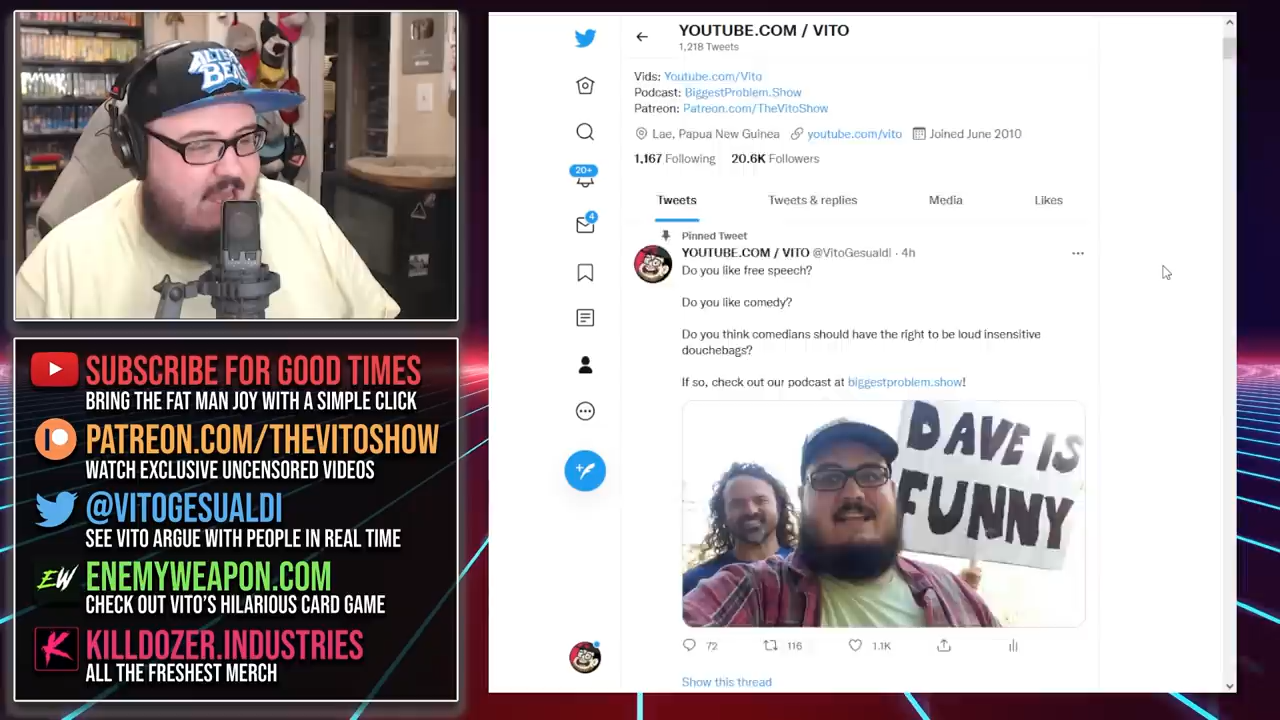 ALTERED
BEAST
SUBSCRIBE FOR GOOD TIMES
BRING THE FAT MAN JOY WITH A SIMPLE CLICK
PATREON.COM/THEVITOSHOW
WATCH EXCLUSIVE UNCENSORED VIDEOS
@VITOGESUALDI
SEE VITO ARGUE WITH PEOPLE IN REAL TIME
EW
ENEMYWEAPON.COM
CHECK OUT VITO'S HILARIOUS CARD GAME
K
KILLDOZER.INDUSTRIES
ALL THE FRESHEST MERCH
20+
4
YOUTUBE.COM / VITO
1,218 Tweets
Vids: Youtube.com/Vito
Podcast: BiggestProblem.Show
Patreon: Patreon.com/TheVitoShow
Lae, Papua New Guinea youtube.com/vito Joined June 2010
1,167 Following 20.6K Followers
Tweets Tweets & replies Media Likes
Pinned Tweet
YOUTUBE.COM / VITO @VitoGesualdi · 4h
Do you like free speech?
Do you like comedy?
Do you think comedians should have the right to be loud insensitive
douchebags?
If so, check out our podcast at biggestproblem.show!
DAVE IS
FUNNY
72 116 1.1K
Show this thread